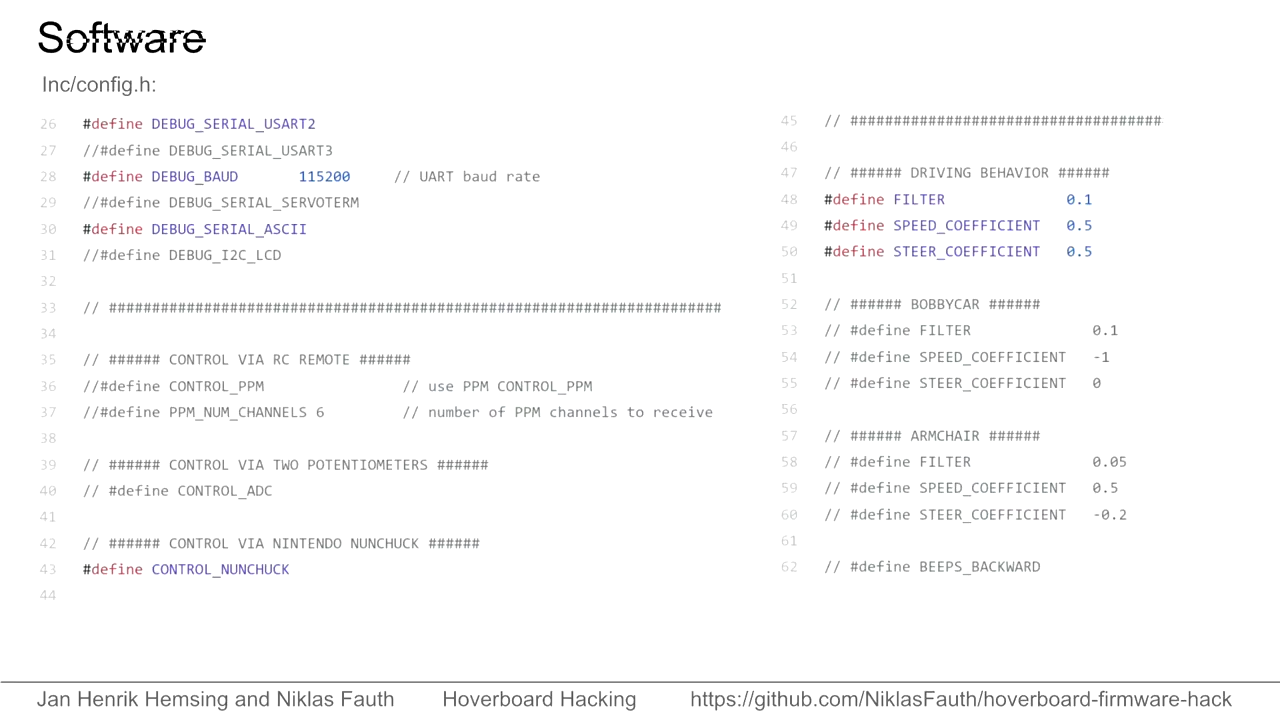 Software
Inc/config.h:
26 #define DEBUG_SERIAL_USART2
27 //#define DEBUG_SERIAL_USART3
28 #define DEBUG_BAUD 115200 // UART baud rate
29 //#define DEBUG_SERIAL_SERVOTERM
30 #define DEBUG_SERIAL_ASCII
31 //#define DEBUG_I2C_LCD
32
33 // #######################################################################
34
35 // ###### CONTROL VIA RC REMOTE ######
36 //#define CONTROL_PPM // use PPM CONTROL_PPM
37 //#define PPM_NUM_CHANNELS 6 // number of PPM channels to receive
38
39 // ###### CONTROL VIA TWO POTENTIOMETERS ######
40 // #define CONTROL_ADC
41
42 // ###### CONTROL VIA NINTENDO NUNCHUCK ######
43 #define CONTROL_NUNCHUCK
44
45 // ####################################
46
47 // ###### DRIVING BEHAVIOR ######
48 #define FILTER 0.1
49 #define SPEED_COEFFICIENT 0.5
50 #define STEER_COEFFICIENT 0.5
51
52 // ###### BOBBYCAR ######
53 // #define FILTER 0.1
54 // #define SPEED_COEFFICIENT -1
55 // #define STEER_COEFFICIENT 0
56
57 // ###### ARMCHAIR ######
58 // #define FILTER 0.05
59 // #define SPEED_COEFFICIENT 0.5
60 // #define STEER_COEFFICIENT -0.2
61
62 // #define BEEPS_BACKWARD
Jan Henrik Hemsing and Niklas Fauth Hoverboard Hacking https://github.com/NiklasFauth/hoverboard-firmware-hack